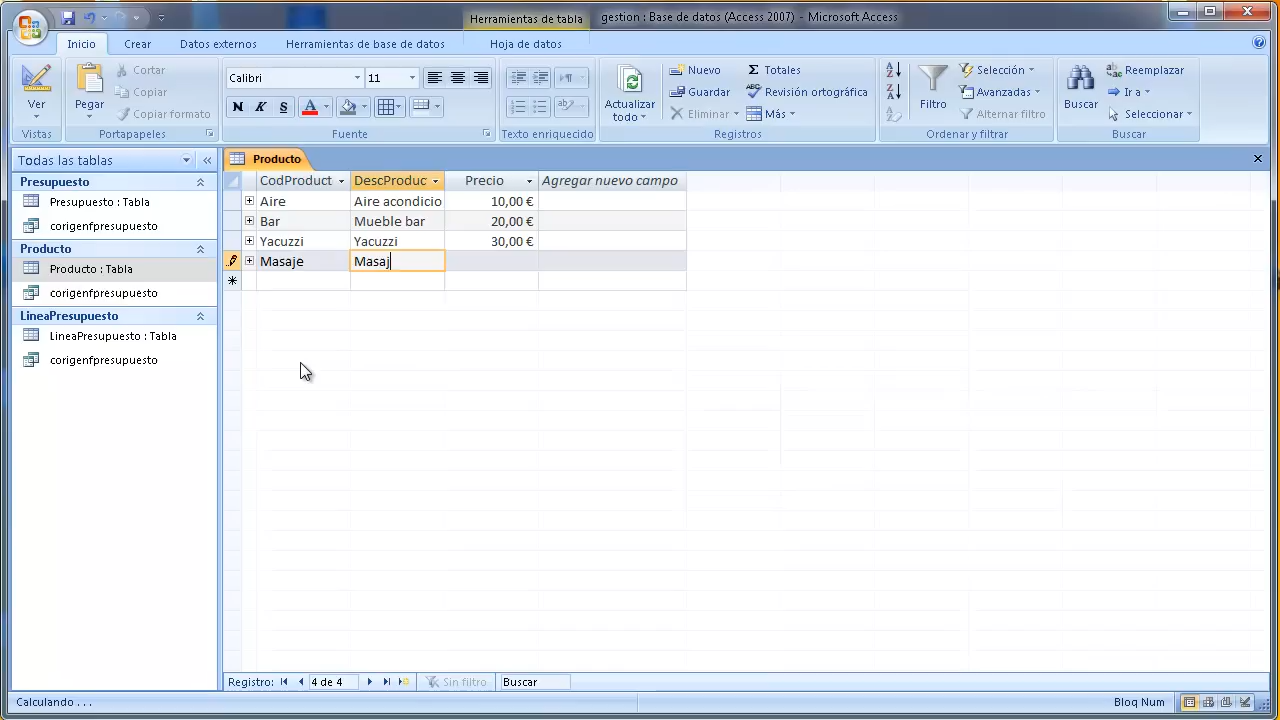 Herramientas de tabla gestion : Base de datos (Access 2007) - Microsoft Access
Inicio Crear Datos externos Herramientas de base de datos Hoja de datos
Ver
Vistas
Pegar
Cortar
Copiar
Copiar formato
Portapapeles
Calibri 11
N K S A
Fuente
Texto enriquecido
Actualizar todo
Nuevo
Guardar
Eliminar
Totales
Revisión ortográfica
Más
Registros
Filtro
Selección
Avanzadas
Alternar filtro
Ordenar y filtrar
Buscar
Reemplazar
Ir a
Seleccionar
Buscar
Todas las tablas
Presupuesto
Presupuesto : Tabla
corigenfpresupuesto
Producto
Producto : Tabla
corigenfpresupuesto
LineaPresupuesto
LineaPresupuesto : Tabla
corigenfpresupuesto
Producto
CodProduct DescProduc Precio Agregar nuevo campo
Aire Aire acondicio 10,00 €
Bar Mueble bar 20,00 €
Yacuzzi Yacuzzi 30,00 €
Masaje Masaj
Registro: 4 de 4 Sin filtro Buscar
Calculando . . . Bloq Num